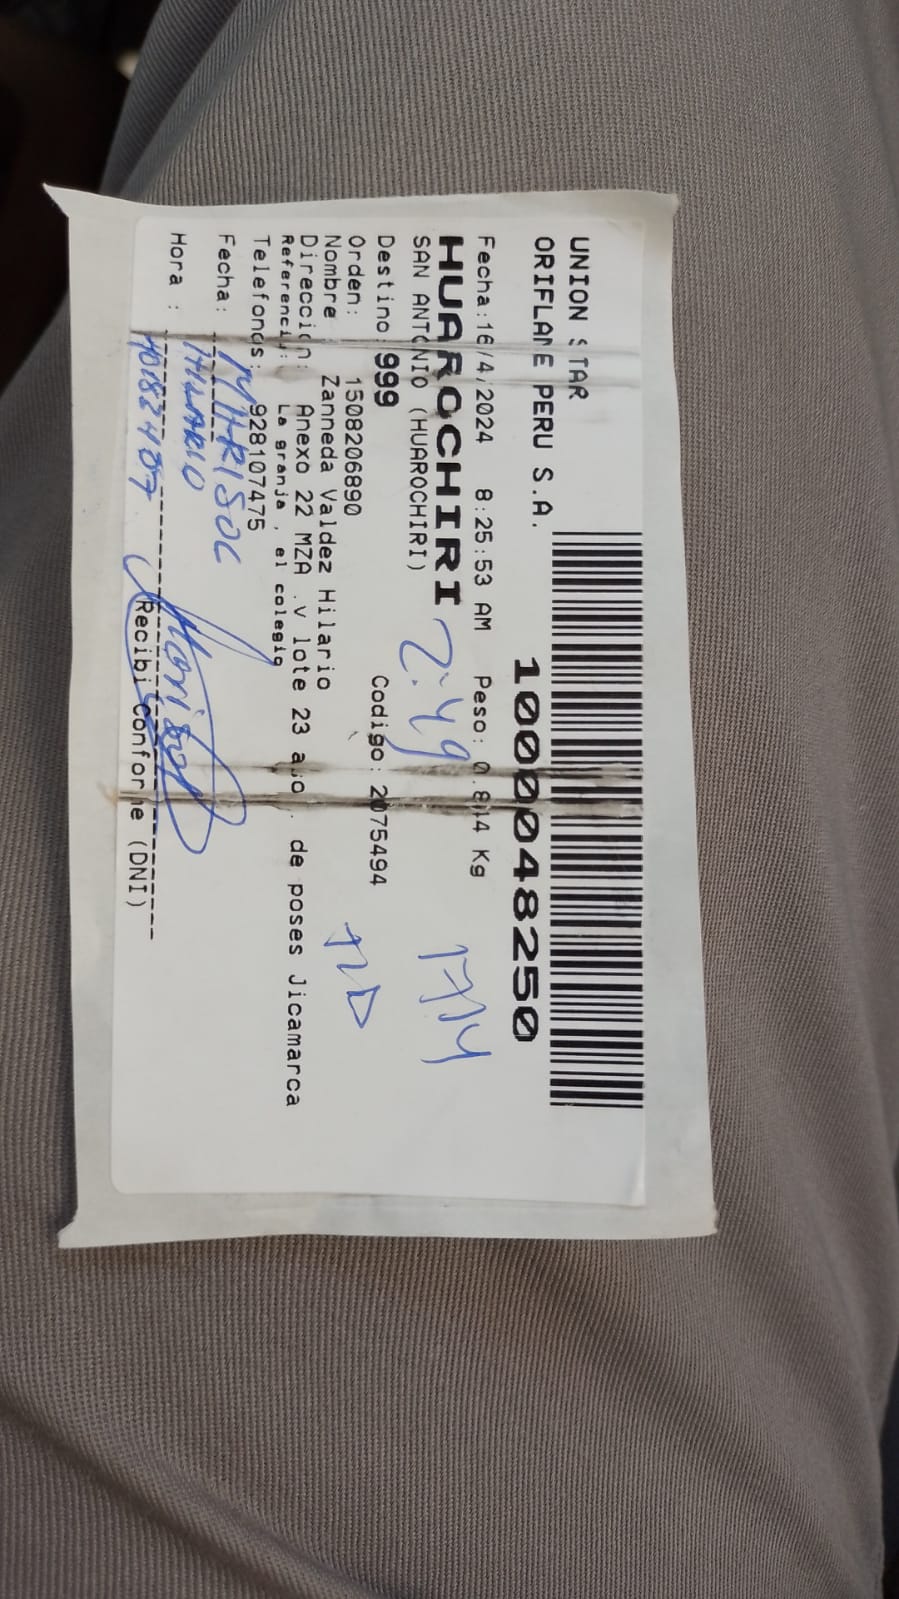 UNION STAR
ORIFLAME PERU S.A.
1000048250
Fecha:16/4/2024 8:25:53 AM Peso: 0.814 Kg
HUAROCHIRI
SAN ANTONIO (HUAROCHIRI)
2:49
17/4
Destino: 999 Codigo: 2075494
Orden: 1508206890
Nombre Zanneda Valdez Hilario
Direccion: Anexo 22 MZA .v lote 23 de poses Jicamarca
Referencia: La granja , el colegio
Telefonos: 928107475
Fecha: MARISOL
HILARIO
Hora :
Marisol
Recibi conforme (DNI)